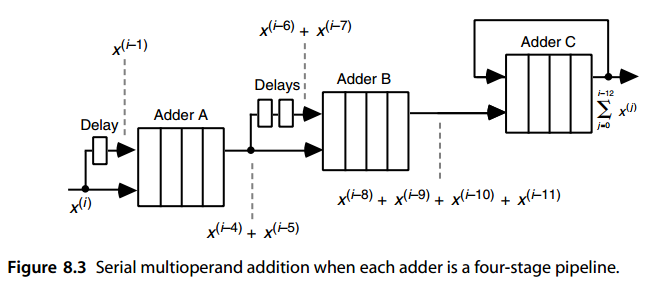 x(i–6) + x(i–7)
x(i–1)
Adder C
Delays
Adder B
Delay
Adder A
i–12
∑ x(j)
j=0
x(i)
x(i–8) + x(i–9) + x(i–10) + x(i–11)
x(i–4) + x(i–5)
Figure 8.3 Serial multioperand addition when each adder is a four-stage pipeline.